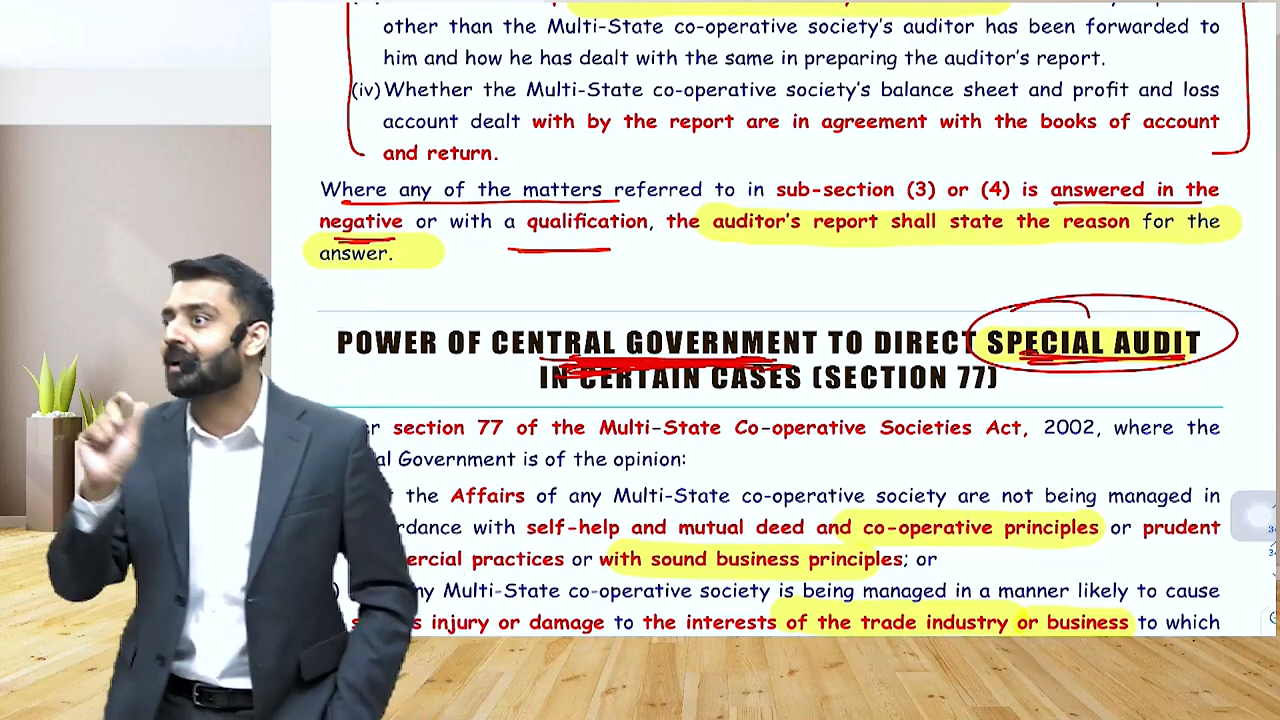 other than the Multi-State co-operative society's auditor has been forwarded to
him and how he has dealt with the same in preparing the auditor's report.
(iv) Whether the Multi-State co-operative society's balance sheet and profit and loss
account dealt with by the report are in agreement with the books of account
and return.
Where any of the matters referred to in sub-section (3) or (4) is answered in the
negative or with a qualification, the auditor's report shall state the reason for the
answer.
POWER OF CENTRAL GOVERNMENT TO DIRECT SPECIAL AUDIT
IN CERTAIN CASES (SECTION 77)
section 77 of the Multi-State Co-operative Societies Act, 2002, where the
Government is of the opinion:
the Affairs of any Multi-State co-operative society are not being managed in
with self-help and mutual deed and co-operative principles or prudent
practices or with sound business principles; or
Multi-State co-operative society is being managed in a manner likely to cause
injury or damage to the interests of the trade industry or business to which